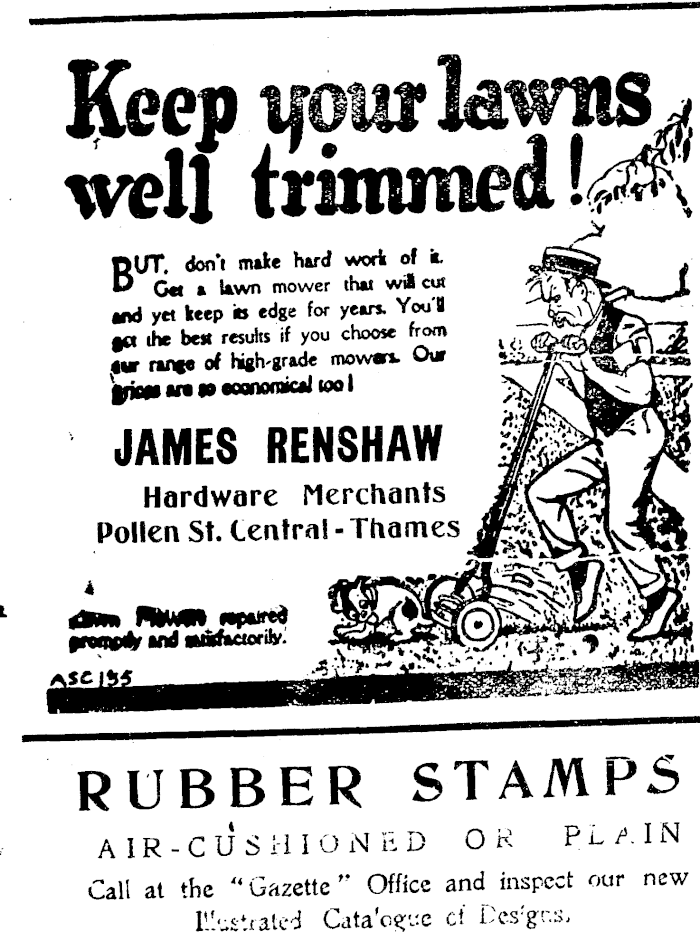 Keep your lawns
well trimmed!
BUT, don't make hard work of it.
Get a lawn mower that will cut
and yet keep its edge for years. You'll
get the best results if you choose from
our range of high-grade mowers. Our
prices are so economical too!
JAMES RENSHAW
Hardware Merchants
Pollen St. Central - Thames
Lawn Mowers repaired
promptly and satisfactorily.
ASC 195
RUBBER STAMPS
AIR-CUSHIONED OR PLAIN
Call at the "Gazette" Office and inspect our new
Illustrated Catalogue of Designs.